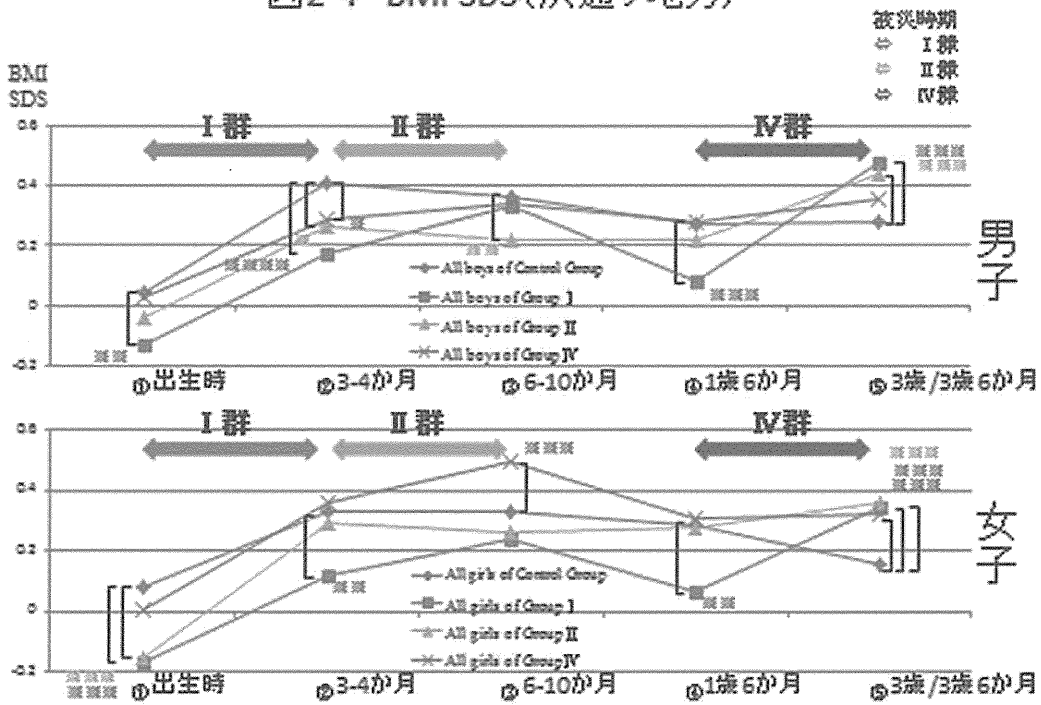 被災時期
⇔ Ⅰ群
⇔ Ⅱ群
⇔ Ⅳ群
BMI
SDS
Ⅰ群 Ⅱ群 Ⅳ群
0.6
0.4
0.2
0
-0.2
※※※
※※※
※
※※※※
※※
※※※
※※
All boys of Control Group
All boys of Group Ⅰ
All boys of Group Ⅱ
All boys of Group Ⅳ
男子
①出生時 ②3-4か月 ③6-10か月 ④1歳6か月 ⑤3歳/3歳6か月
Ⅰ群 Ⅱ群 Ⅳ群
0.6
0.4
0.2
0
-0.2
※※※
※※※
※※※
※※※
※※
※※
All girls of Control Group
All girls of Group Ⅰ
All girls of Group Ⅱ
All girls of Group Ⅳ
女子
※※※
※※※
①出生時 ②3-4か月 ③6-10か月 ④1歳6か月 ⑤3歳/3歳6か月